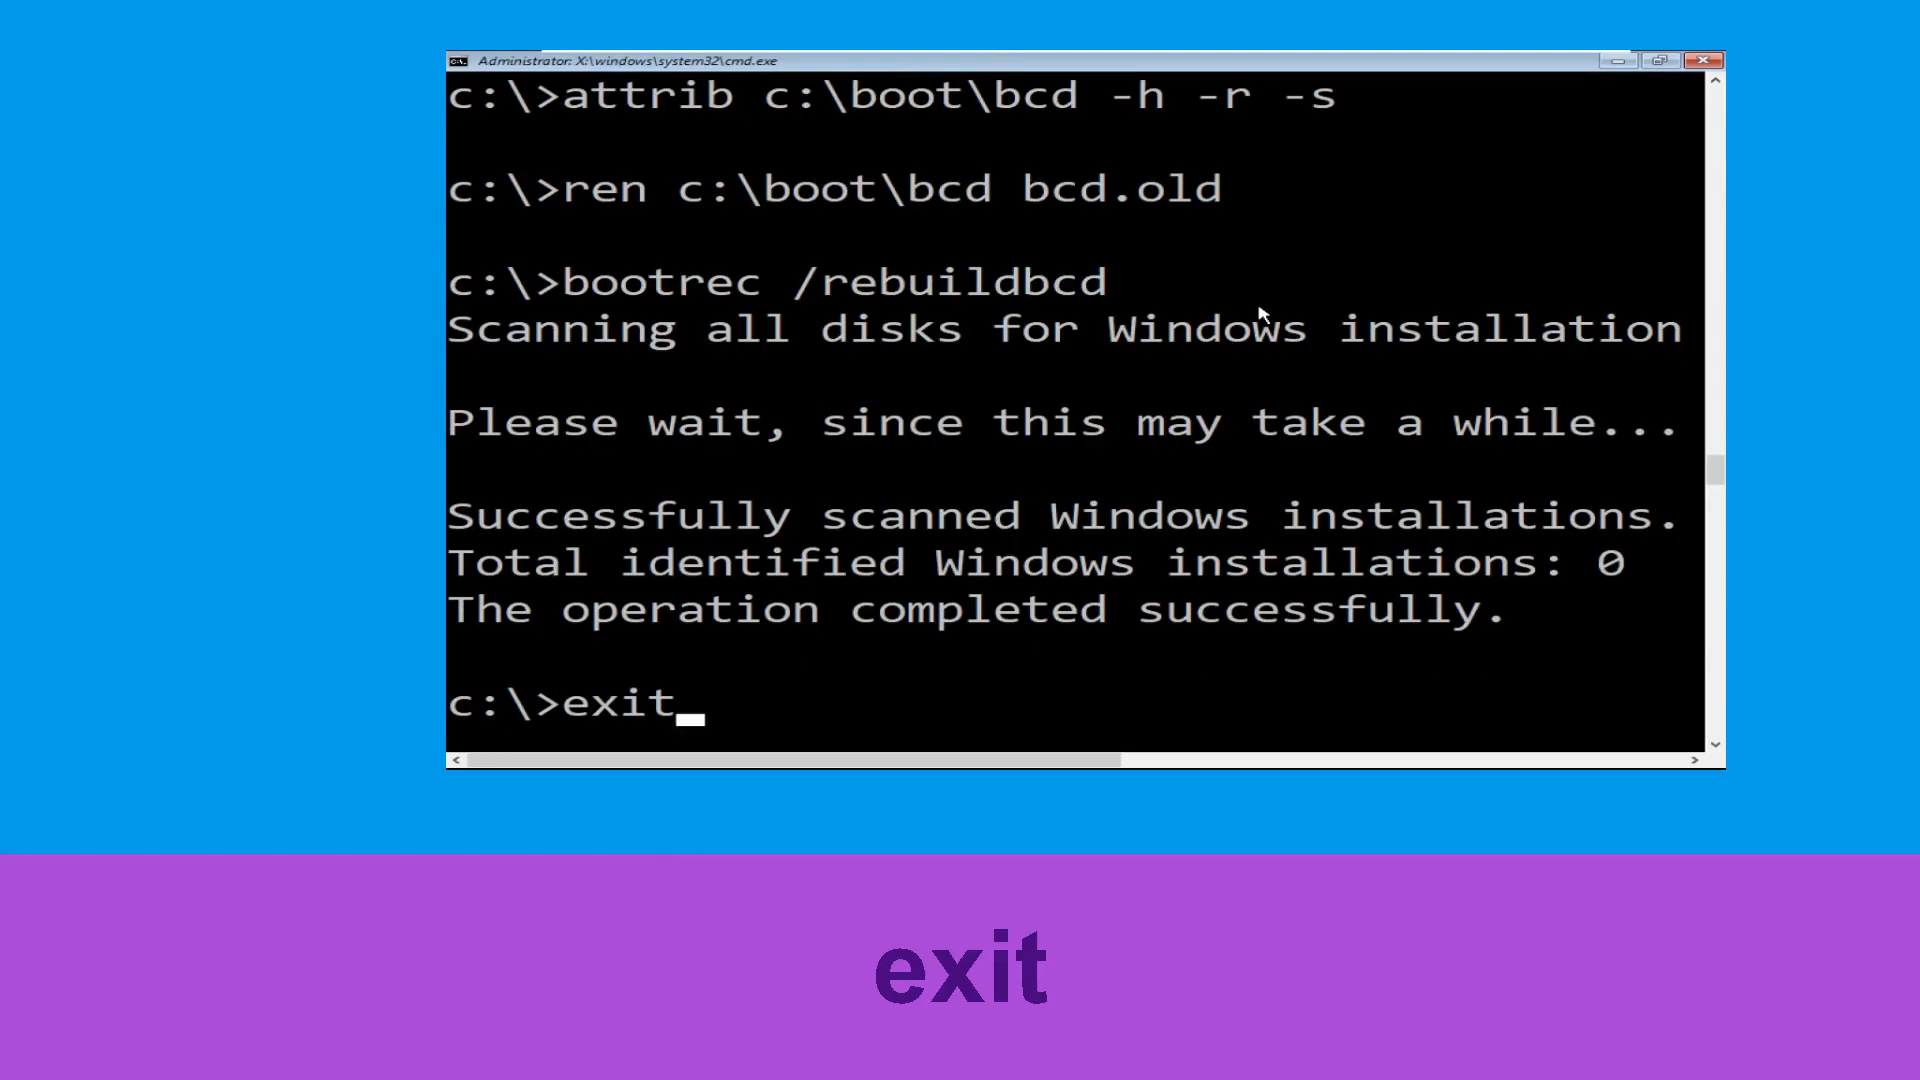 Administrator: X:\windows\system32\cmd.exe
c:\>attrib c:\boot\bcd -h -r -s
c:\>ren c:\boot\bcd bcd.old
c:\>bootrec /rebuildbcd
Scanning all disks for Windows installation
Please wait, since this may take a while...
Successfully scanned Windows installations.
Total identified Windows installations: 0
The operation completed successfully.
c:\>exit
exit